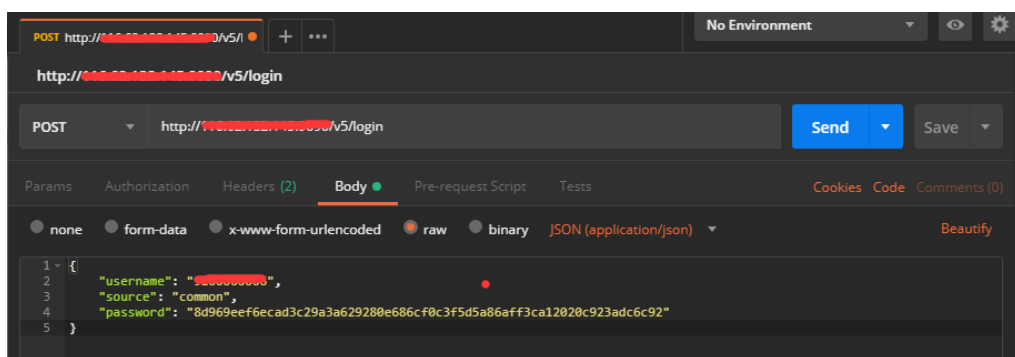 POST http:// 0/v5/l
+ •••
No Environment
http:// /v5/login
POST http:// /v5/login Send Save
Params Authorization Headers (2) Body Pre-request Script Tests Cookies Code Comments (0)
none form-data x-www-form-urlencoded raw binary JSON (application/json) Beautify
1 {
2 "username": " ",
3 "source": "common",
4 "password": "8d969eef6ecad3c29a3a629280e686cf0c3f5d5a86aff3ca12020c923adc6c92"
5 }